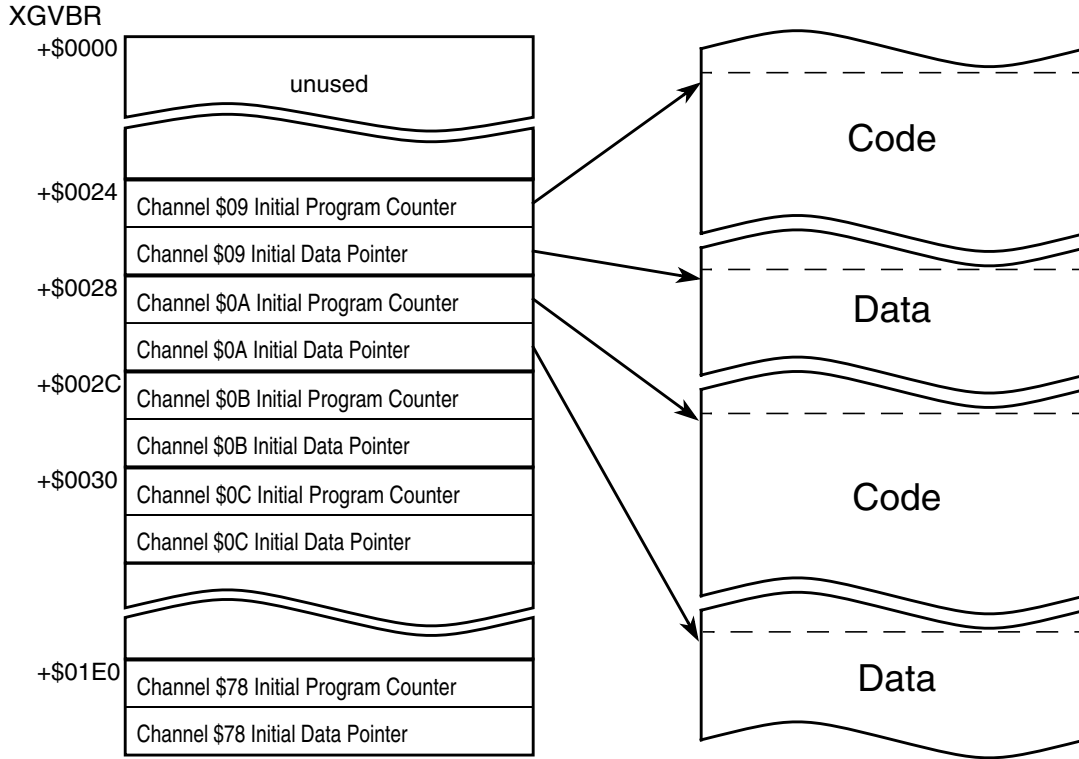 XGVBR
+$0000
unused
+$0024
Channel $09 Initial Program Counter
Channel $09 Initial Data Pointer
+$0028
Channel $0A Initial Program Counter
Channel $0A Initial Data Pointer
+$002C
Channel $0B Initial Program Counter
Channel $0B Initial Data Pointer
+$0030
Channel $0C Initial Program Counter
Channel $0C Initial Data Pointer
+$01E0
Channel $78 Initial Program Counter
Channel $78 Initial Data Pointer
Code
Data
Code
Data